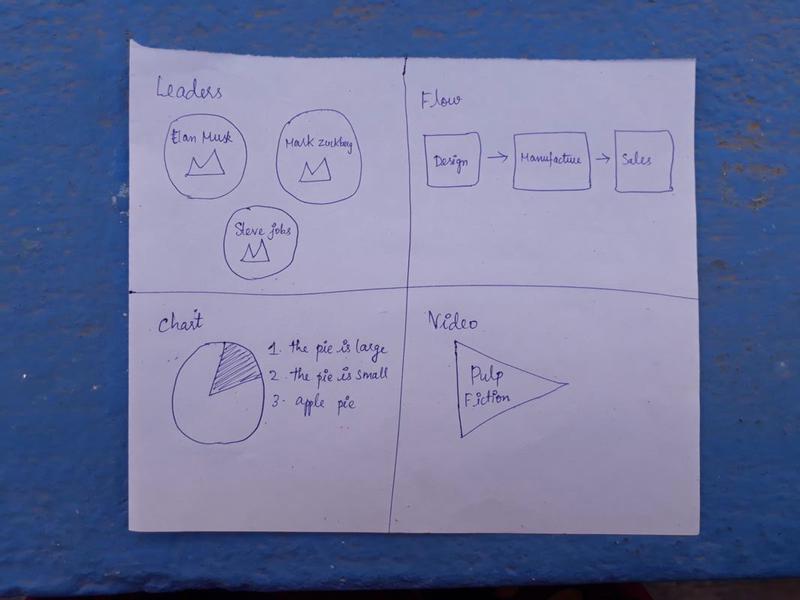 Leaders
Elan Musk
Mark zuckberg
Steve jobs
Flow
Design
Manufacture
Sales
Chart
1. the pie is large
2. the pie is small
3. apple pie
Video
Pulp
Fiction